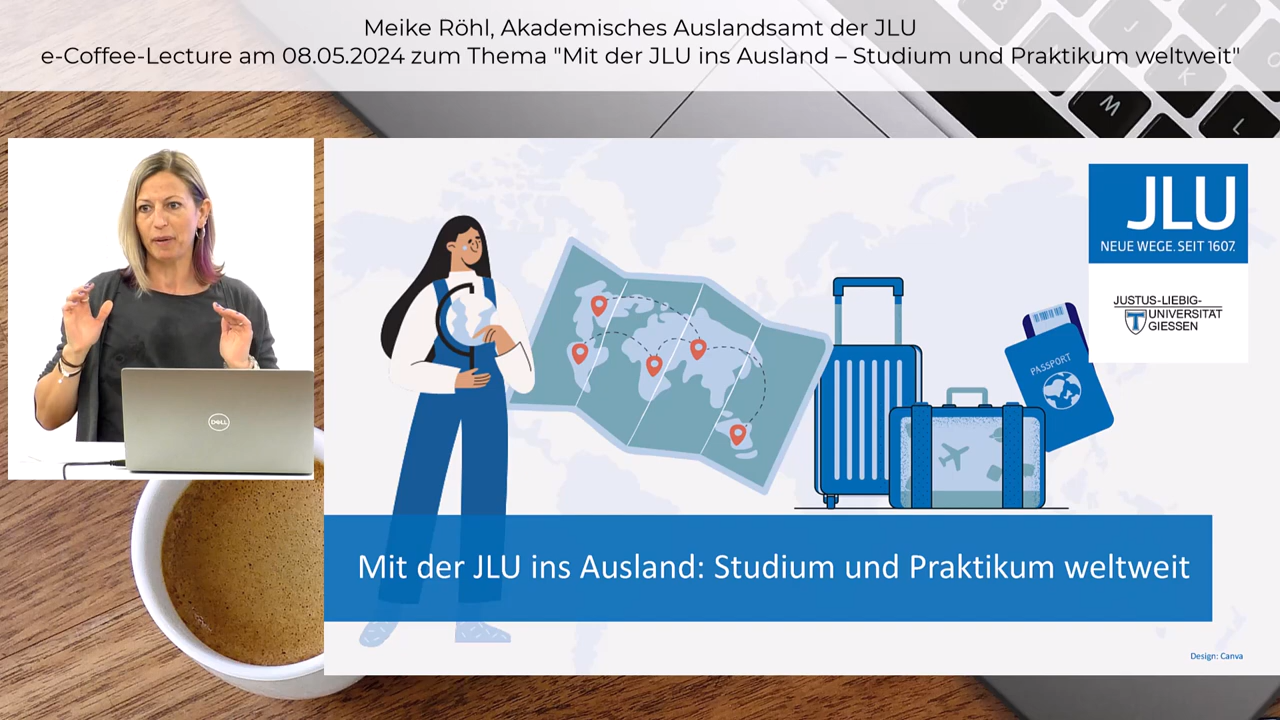 Meike Röhl, Akademisches Auslandsamt der JLU
e-Coffee-Lecture am 08.05.2024 zum Thema "Mit der JLU ins Ausland – Studium und Praktikum weltweit"
B
J
I
K
O
M
L
JLU
NEUE WEGE. SEIT 1607.
JUSTUS-LIEBIG-
UNIVERSITÄT
GIESSEN
PASSPORT
DELL
Mit der JLU ins Ausland: Studium und Praktikum weltweit
Design: Canva